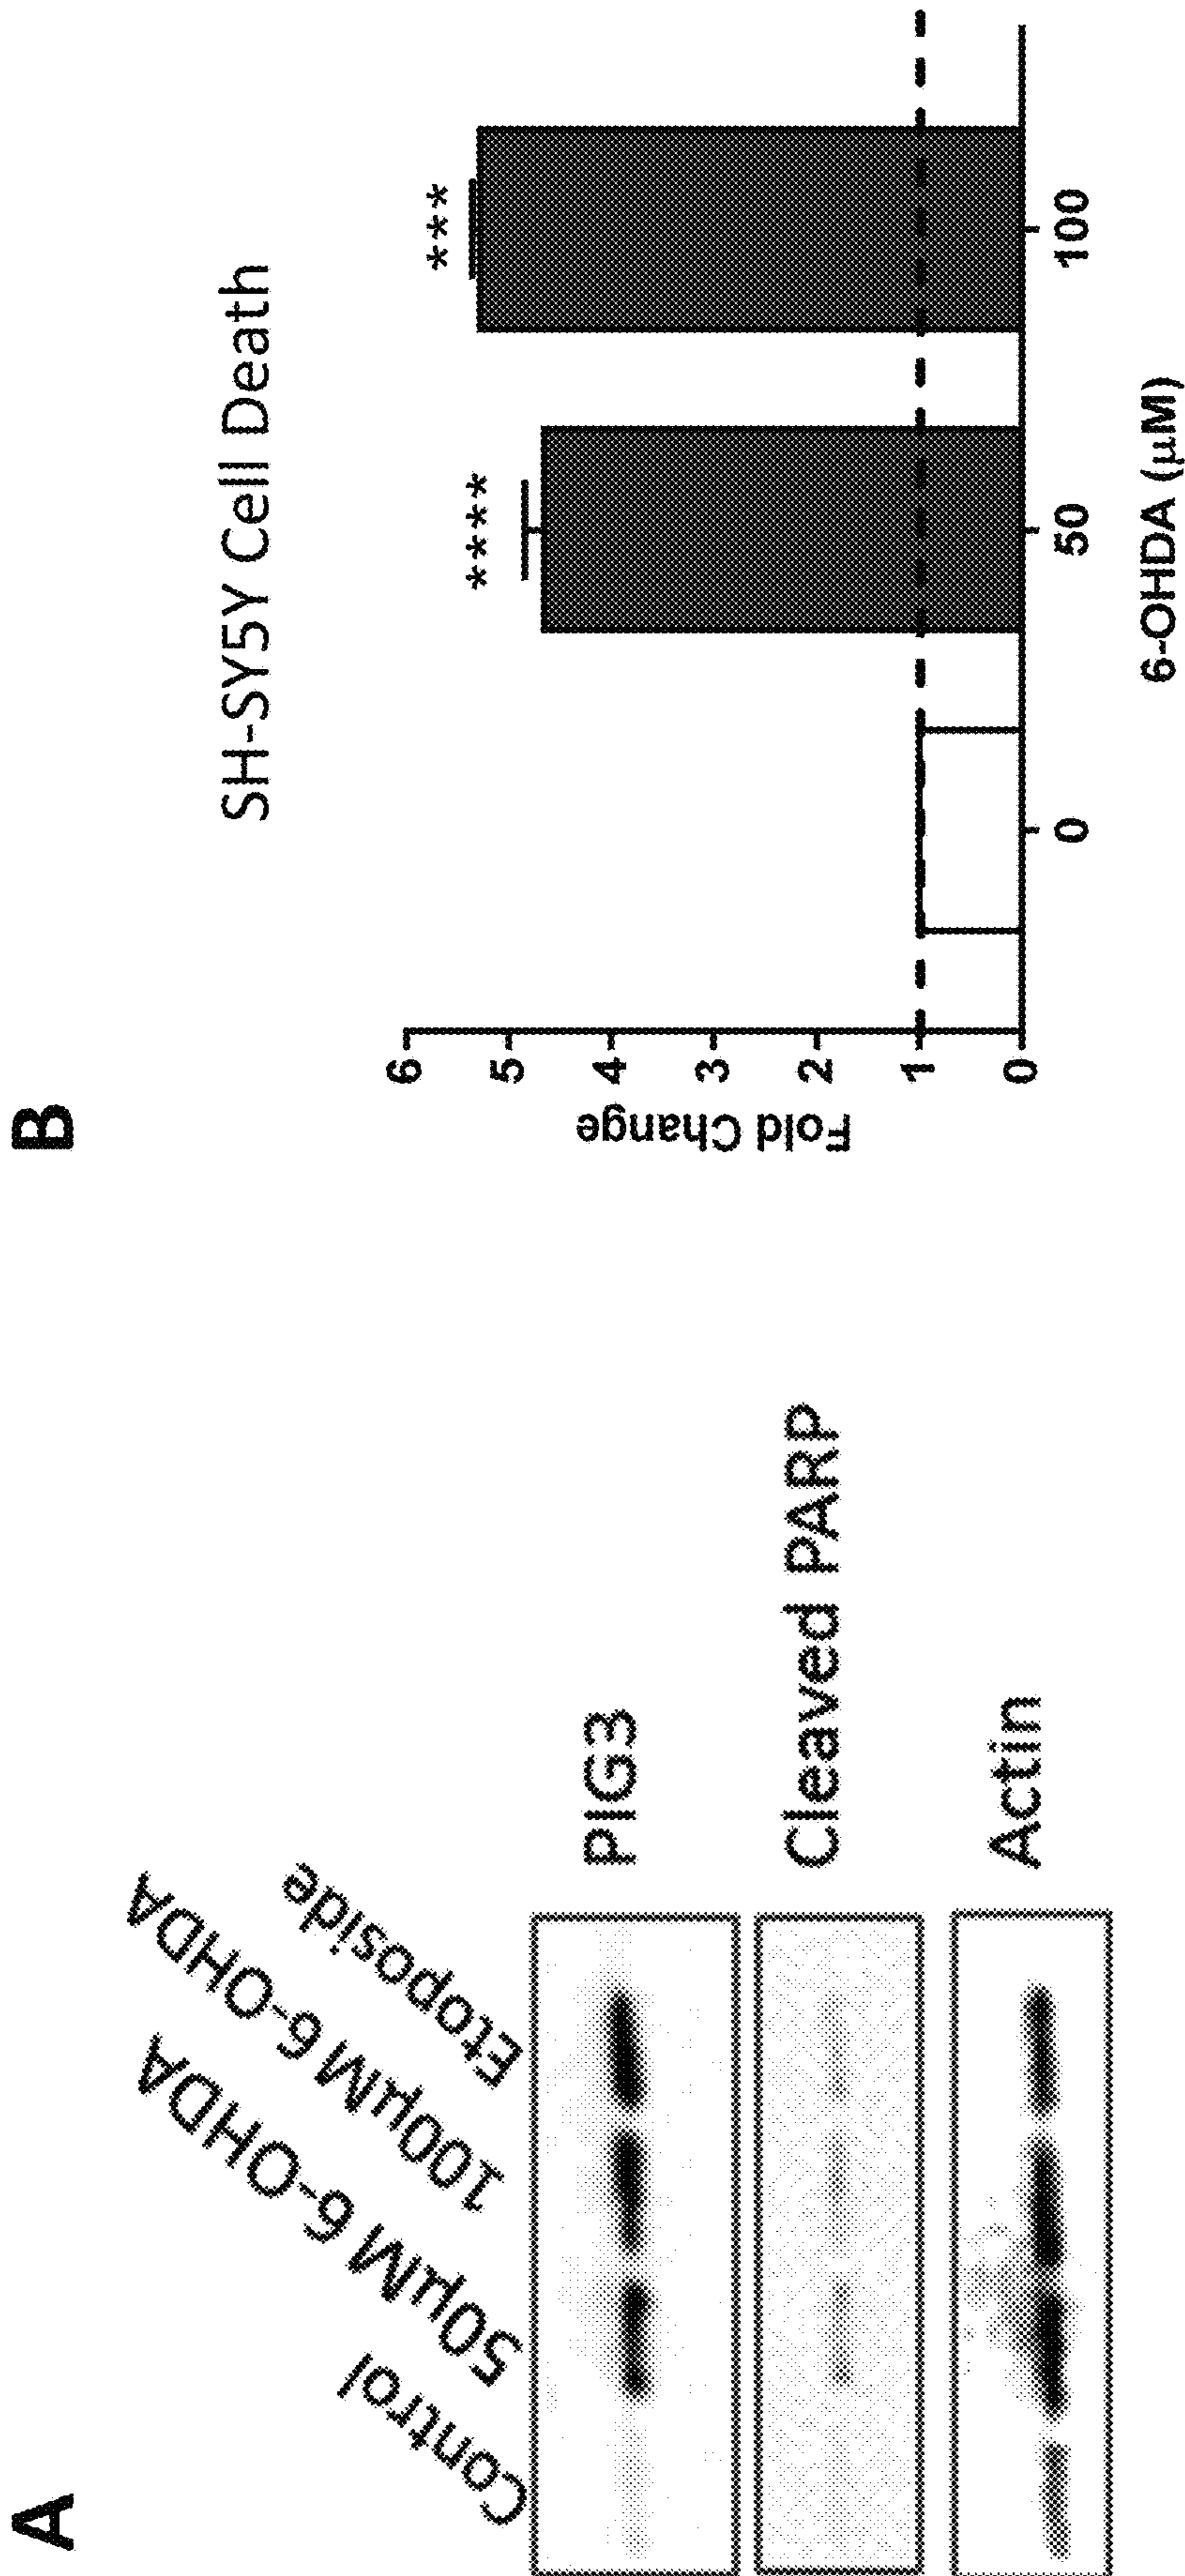 A
Control
50μM 6-OHDA
100μM 6-OHDA
Etoposide
PIG3
Cleaved PARP
Actin
B
SH-SY5Y Cell Death
Fold Change
6
5
4
3
2
1
0
****
***
0
50
100
6-OHDA (μM)